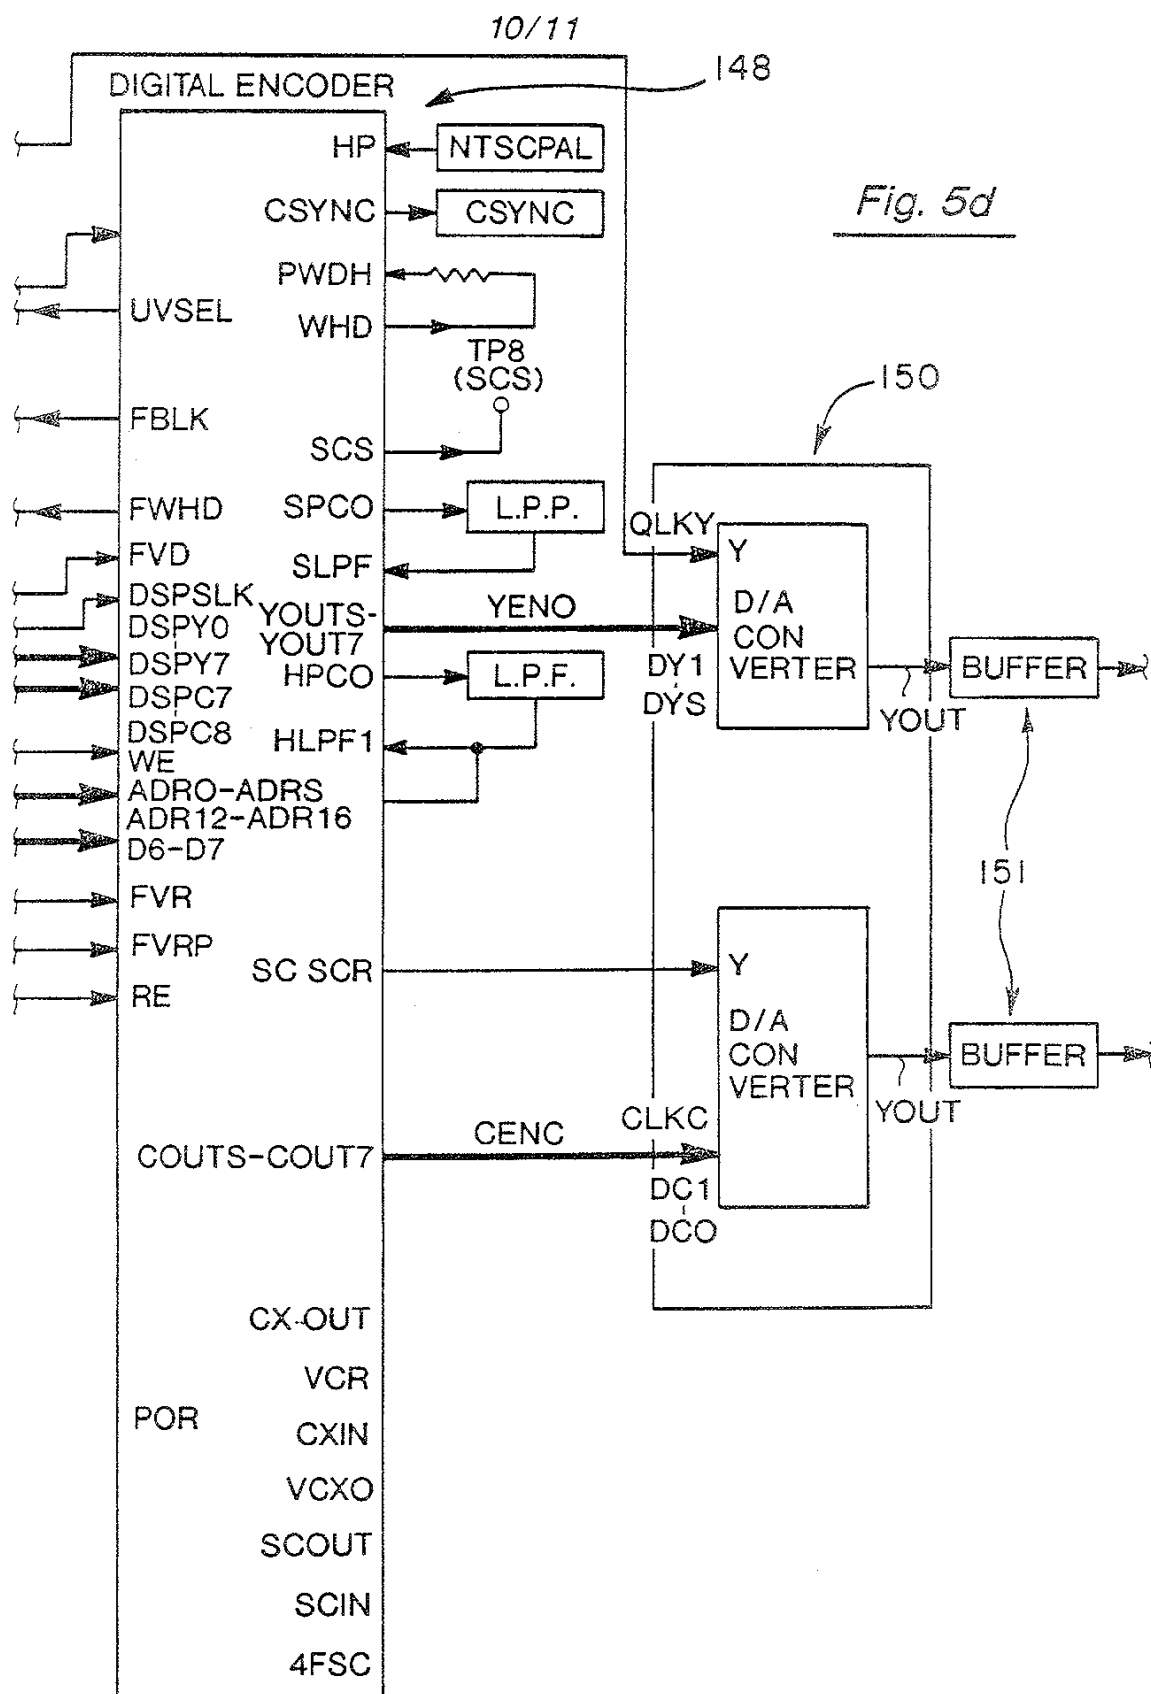 10/11
148
DIGITAL ENCODER
HP
NTSCPAL
CSYNC
CSYNC
Fig. 5d
PWDH
UVSEL
WHD
TP8
(SCS)
150
FBLK
SCS
FWHD
SPCO
L.P.P.
QLKY
Y
FVD
SLPF
DSPSLK
YOUTS-
YOUT7
YENO
D/A
CON
VERTER
DSPY0
DSPY7
HPCO
L.P.F.
DY1
DYS
BUFFER
DSPC7
YOUT
DSPC8
HLPF1
WE
ADRO-ADRS
ADR12-ADR16
D6-D7
151
FVR
FVRP
SC SCR
Y
RE
D/A
CON
VERTER
BUFFER
YOUT
CLKC
COUTS-COUT7
CENC
DC1
DCO
CX-OUT
VCR
POR
CXIN
VCXO
SCOUT
SCIN
4FSC